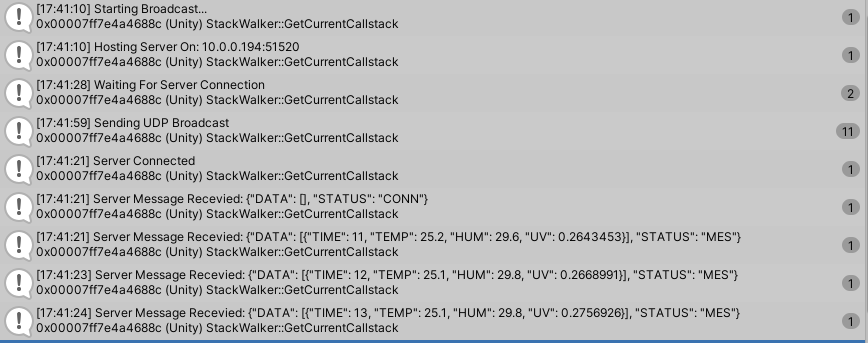 [17:41:10] Starting Broadcast...
0x00007ff7e4a4688c (Unity) StackWalker::GetCurrentCallstack
1
[17:41:10] Hosting Server On: 10.0.0.194:51520
0x00007ff7e4a4688c (Unity) StackWalker::GetCurrentCallstack
1
[17:41:28] Waiting For Server Connection
0x00007ff7e4a4688c (Unity) StackWalker::GetCurrentCallstack
2
[17:41:59] Sending UDP Broadcast
0x00007ff7e4a4688c (Unity) StackWalker::GetCurrentCallstack
11
[17:41:21] Server Connected
0x00007ff7e4a4688c (Unity) StackWalker::GetCurrentCallstack
1
[17:41:21] Server Message Recevied: {"DATA": [], "STATUS": "CONN"}
0x00007ff7e4a4688c (Unity) StackWalker::GetCurrentCallstack
1
[17:41:21] Server Message Recevied: {"DATA": [{"TIME": 11, "TEMP": 25.2, "HUM": 29.6, "UV": 0.2643453}], "STATUS": "MES"}
0x00007ff7e4a4688c (Unity) StackWalker::GetCurrentCallstack
1
[17:41:23] Server Message Recevied: {"DATA": [{"TIME": 12, "TEMP": 25.1, "HUM": 29.8, "UV": 0.2668991}], "STATUS": "MES"}
0x00007ff7e4a4688c (Unity) StackWalker::GetCurrentCallstack
1
[17:41:24] Server Message Recevied: {"DATA": [{"TIME": 13, "TEMP": 25.1, "HUM": 29.8, "UV": 0.2756926}], "STATUS": "MES"}
0x00007ff7e4a4688c (Unity) StackWalker::GetCurrentCallstack
1